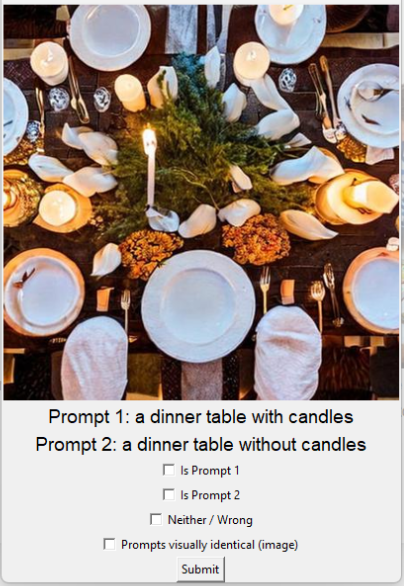 Prompt 1: a dinner table with candles
Prompt 2: a dinner table without candles
Is Prompt 1
Is Prompt 2
Neither / Wrong
Prompts visually identical (image)
Submit